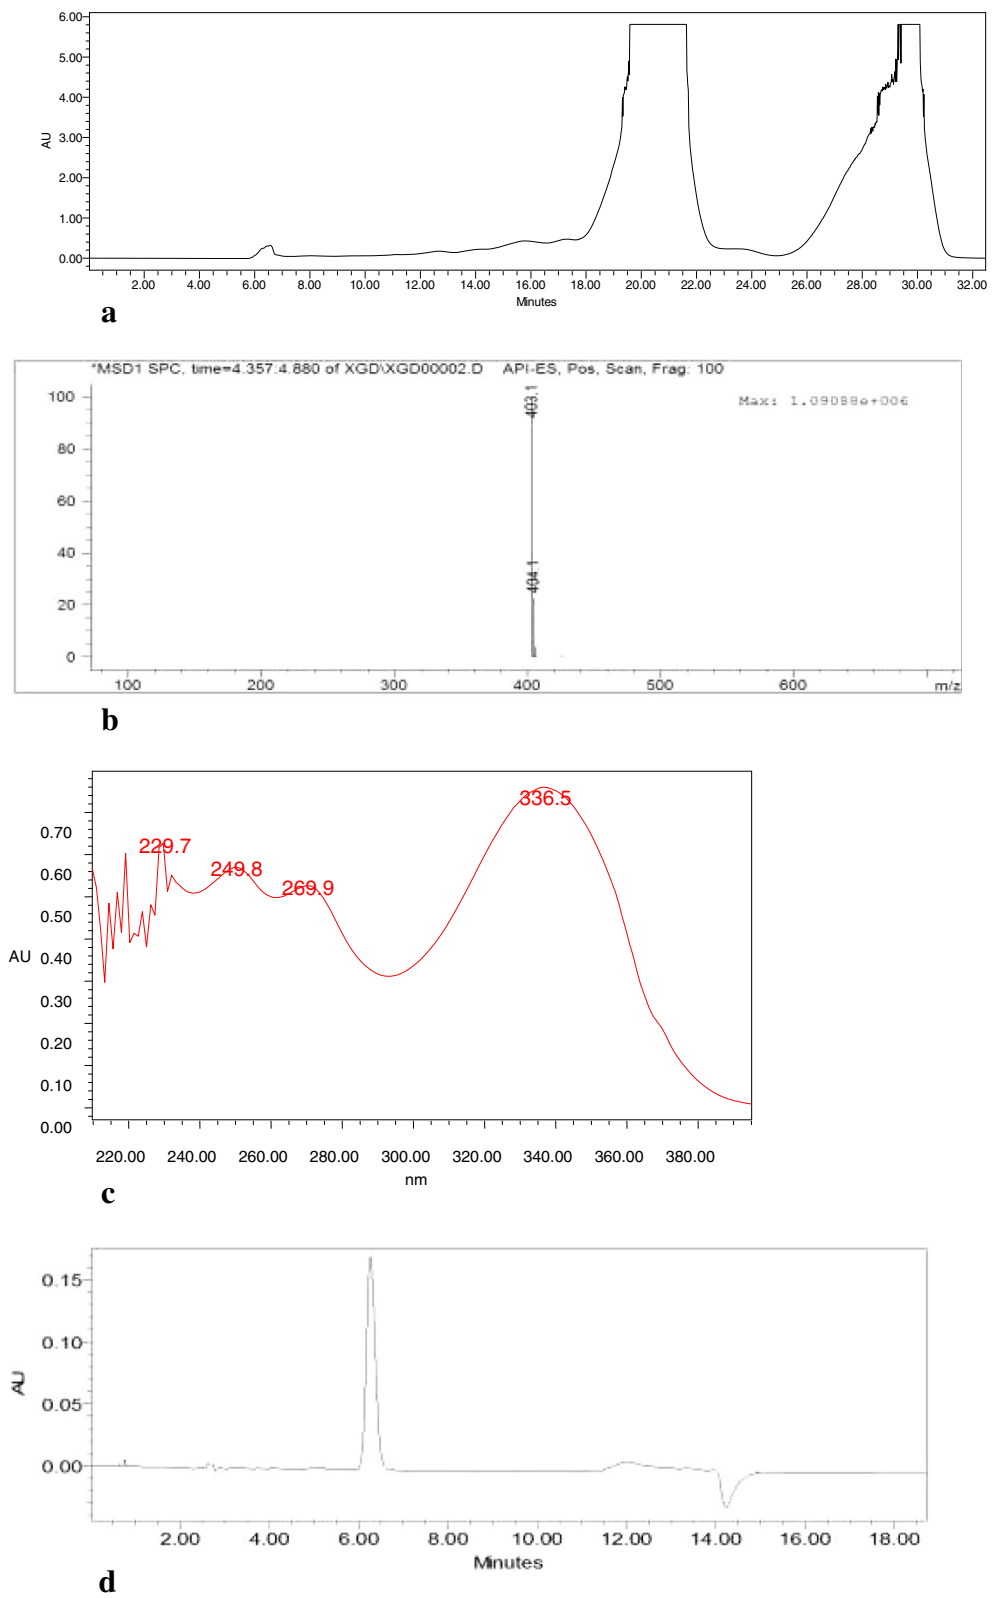 6.00
5.00
4.00
3.00
2.00
1.00
0.00
AU
2.00 4.00 6.00 8.00 10.00 12.00 14.00 16.00 18.00 20.00 22.00 24.00 26.00 28.00 30.00 32.00
Minutes
a
*MSD1 SPC, time=4.357:4.880 of XGD\XGD00002.D API-ES, Pos, Scan, Frag: 100
Max: 1.09088e+006
403.1
404.1
100
80
60
40
20
0
100 200 300 400 500 600 m/z
b
336.5
229.7
249.8
269.9
0.70
0.60
0.50
AU 0.40
0.30
0.20
0.10
0.00
220.00 240.00 260.00 280.00 300.00 320.00 340.00 360.00 380.00
nm
c
0.15
0.10
AU
0.05
0.00
2.00 4.00 6.00 8.00 10.00 12.00 14.00 16.00 18.00
Minutes
d